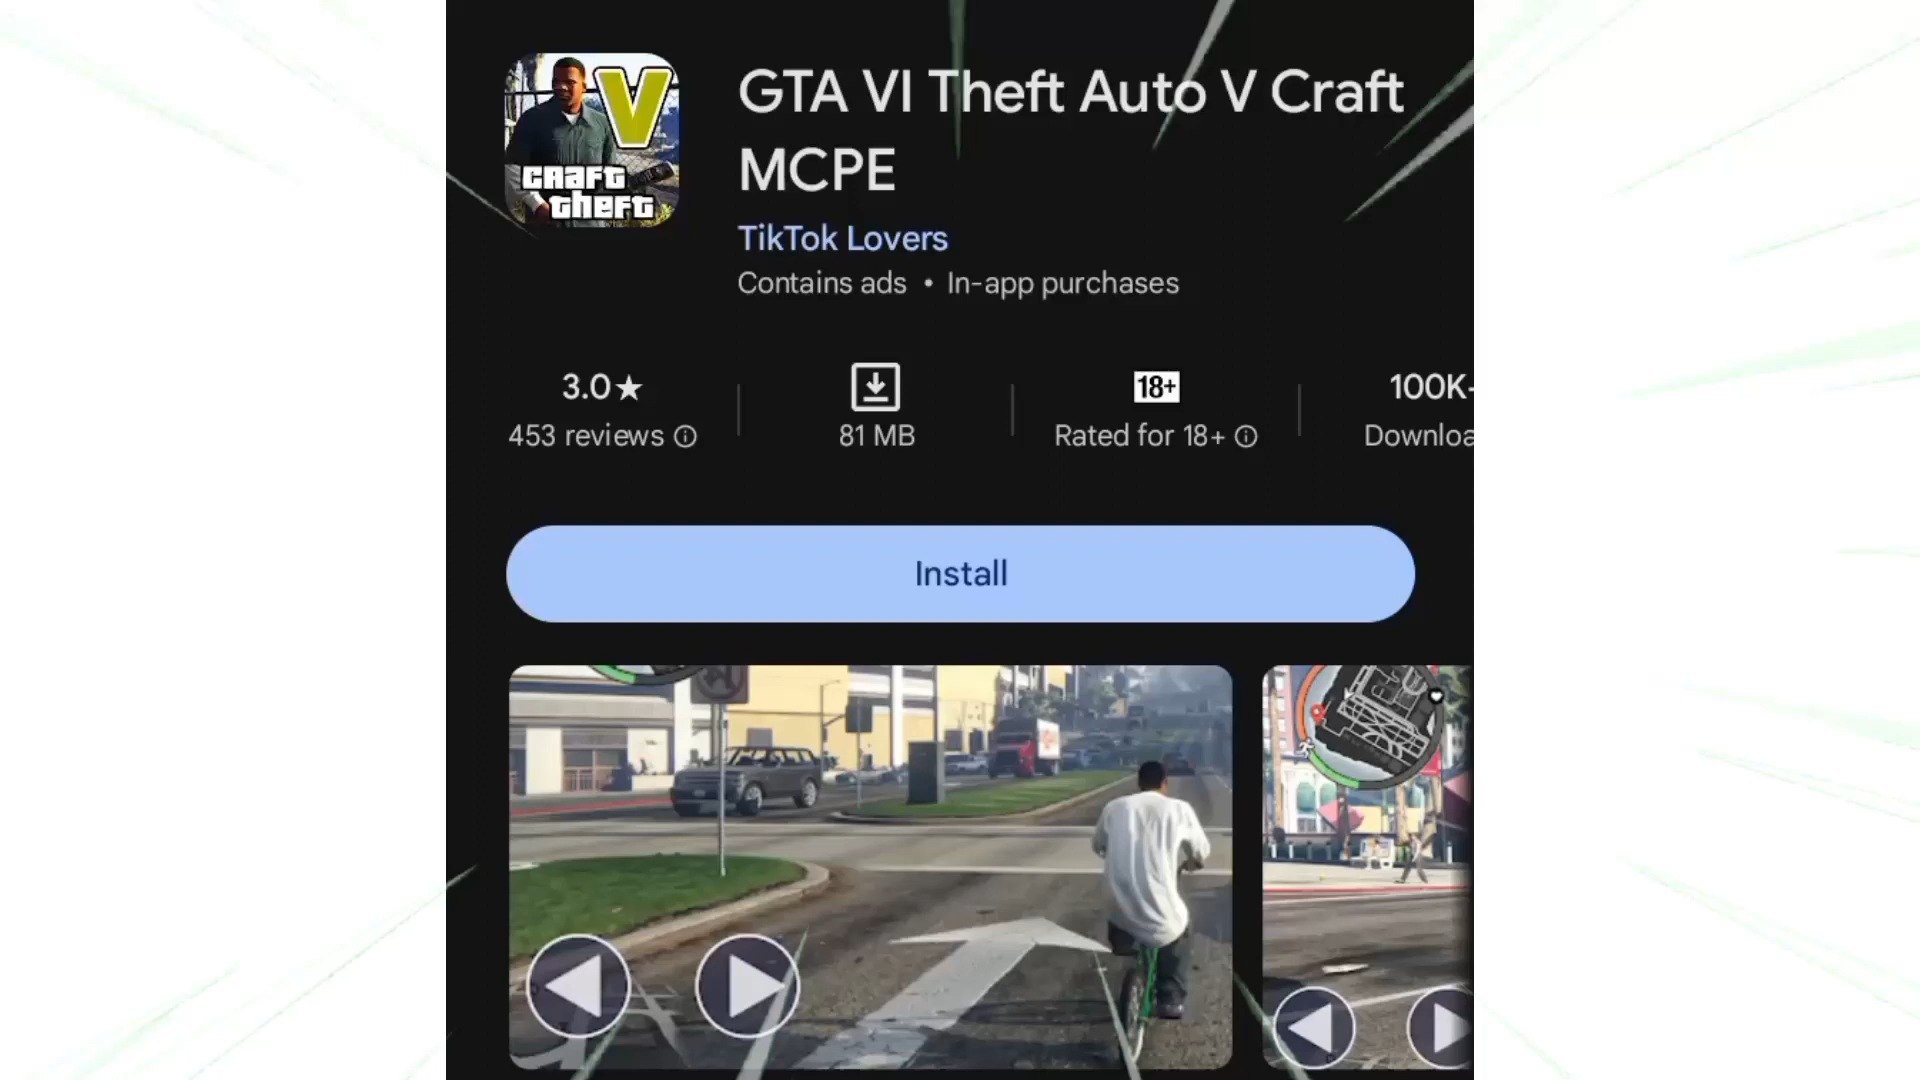 V
CRAFT
THEFT
GTA VI Theft Auto V Craft
MCPE
TikTok Lovers
Contains ads • In-app purchases
3.0★
453 reviews
81 MB
18+
Rated for 18+
100K
Downloa
Install